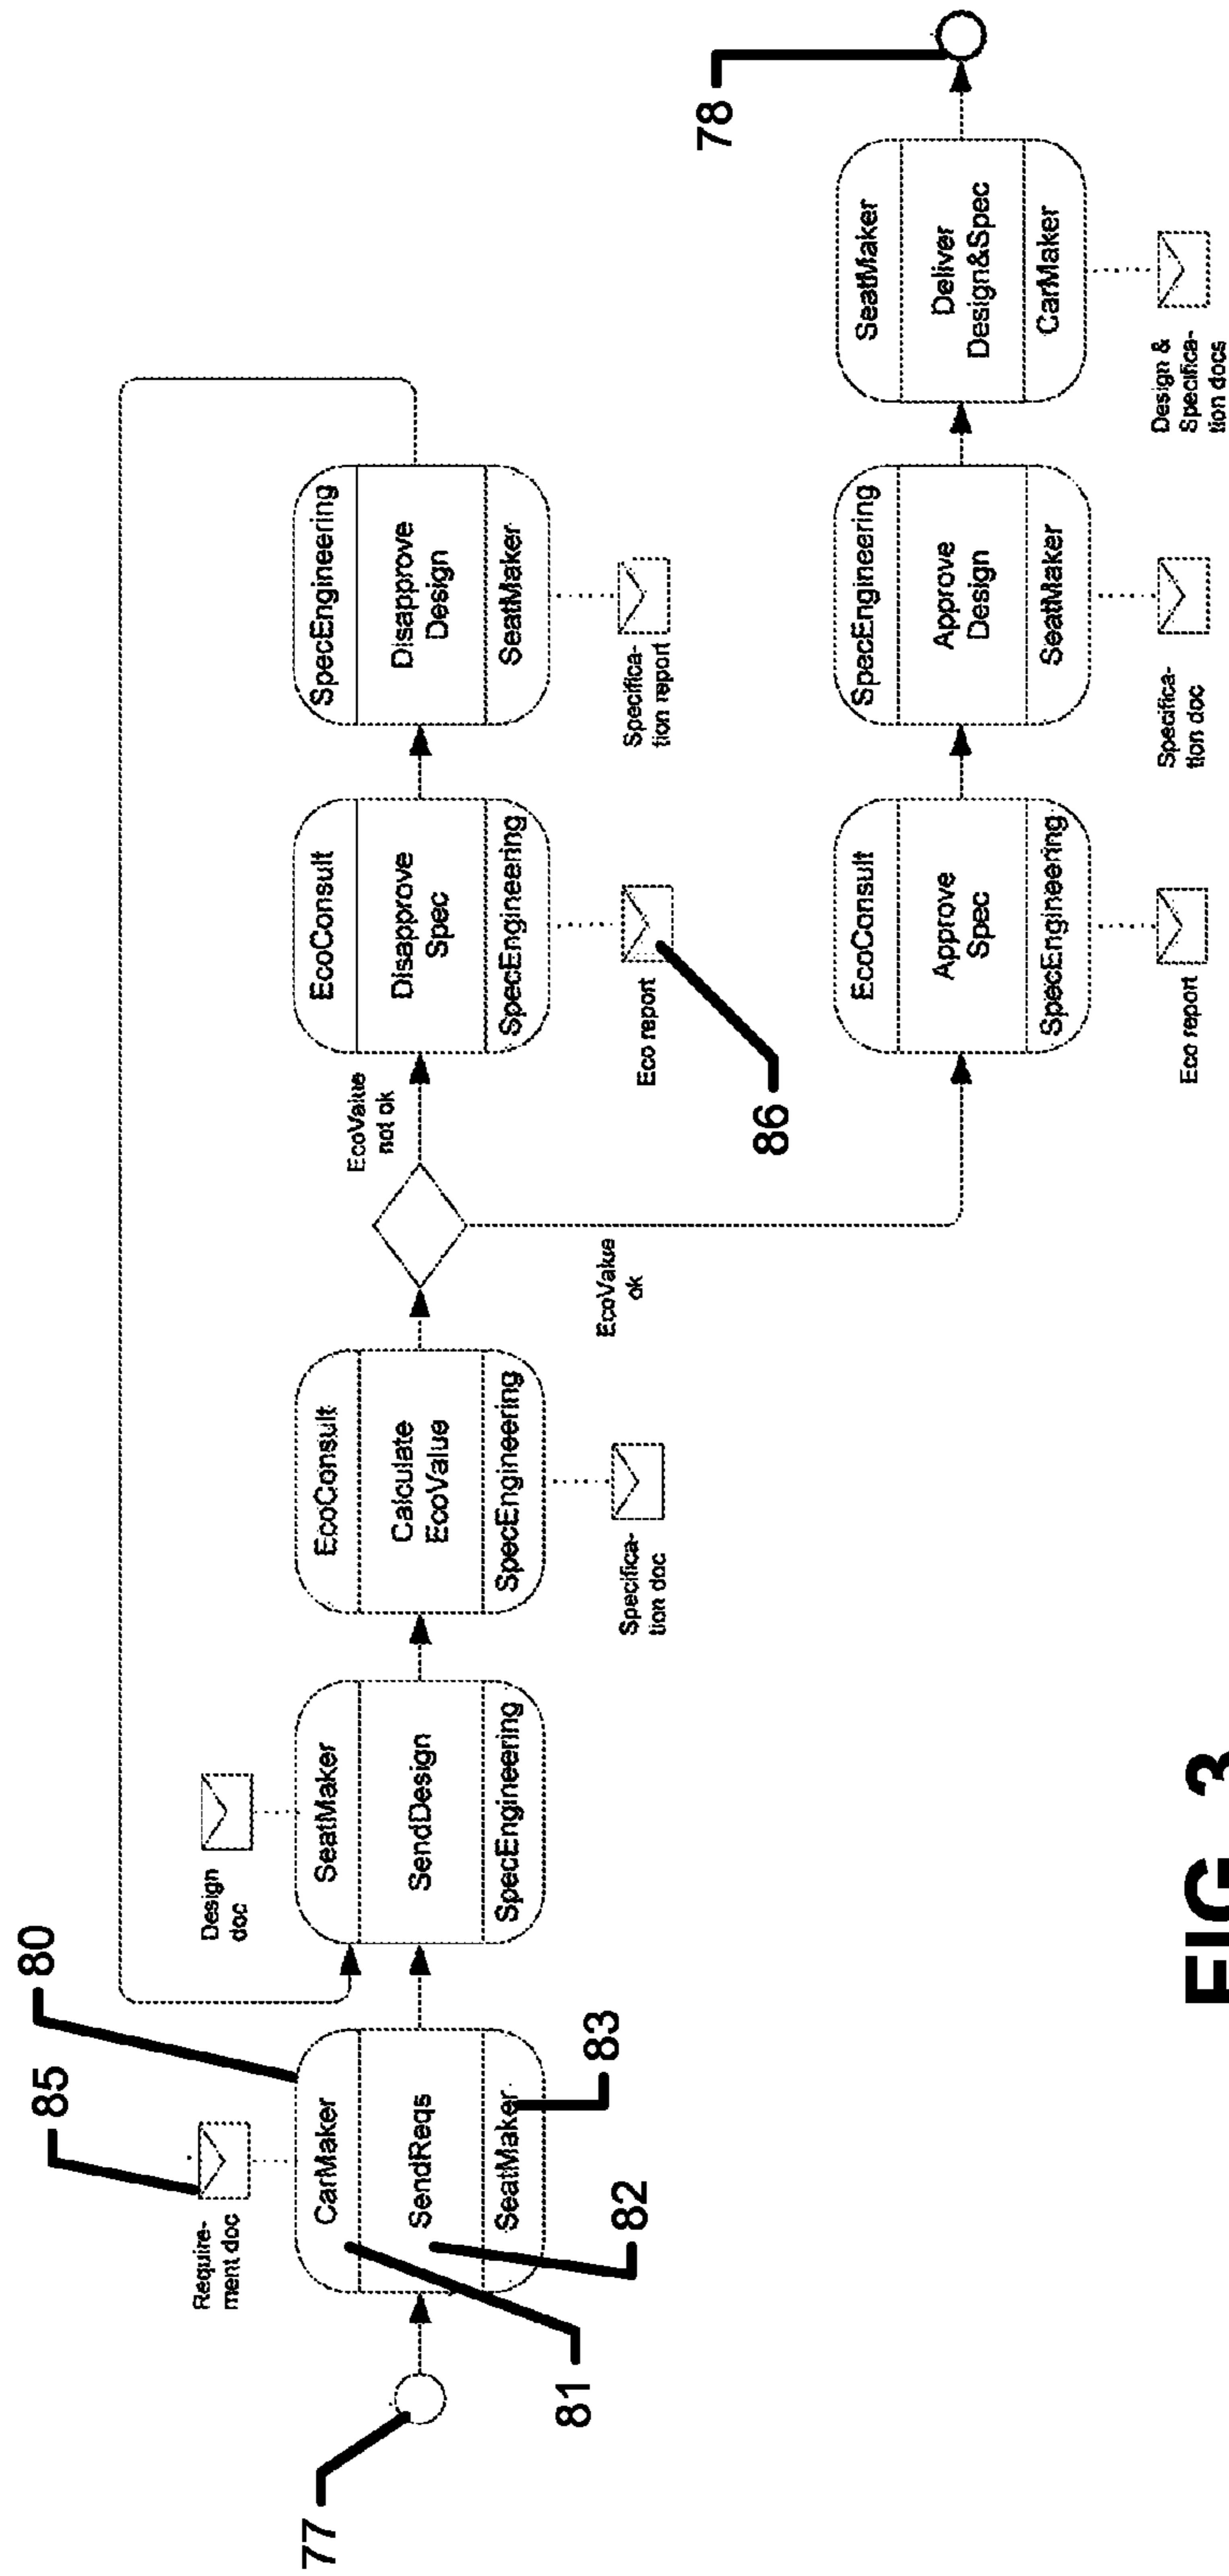 80
85
Require-
ment doc
CarMaker
SendReqs
SeatMaker
77
81
82
83
Design
doc
SeatMaker
SendDesign
SpecEngineering
EcoConsult
Calculate
EcoValue
SpecEngineering
Specifica-
tion doc
EcoValue
not ok
EcoValue
ok
EcoConsult
Disapprove
Spec
SpecEngineering
Eco report
86
SpecEngineering
Disapprove
Design
SeatMaker
Specifica-
tion report
EcoConsult
Approve
Spec
SpecEngineering
Eco report
SpecEngineering
Approve
Design
SeatMaker
Specifica-
tion doc
SeatMaker
Deliver
Design&Spec
CarMaker
Design &
Specifica-
tion docs
78
FIG. 3